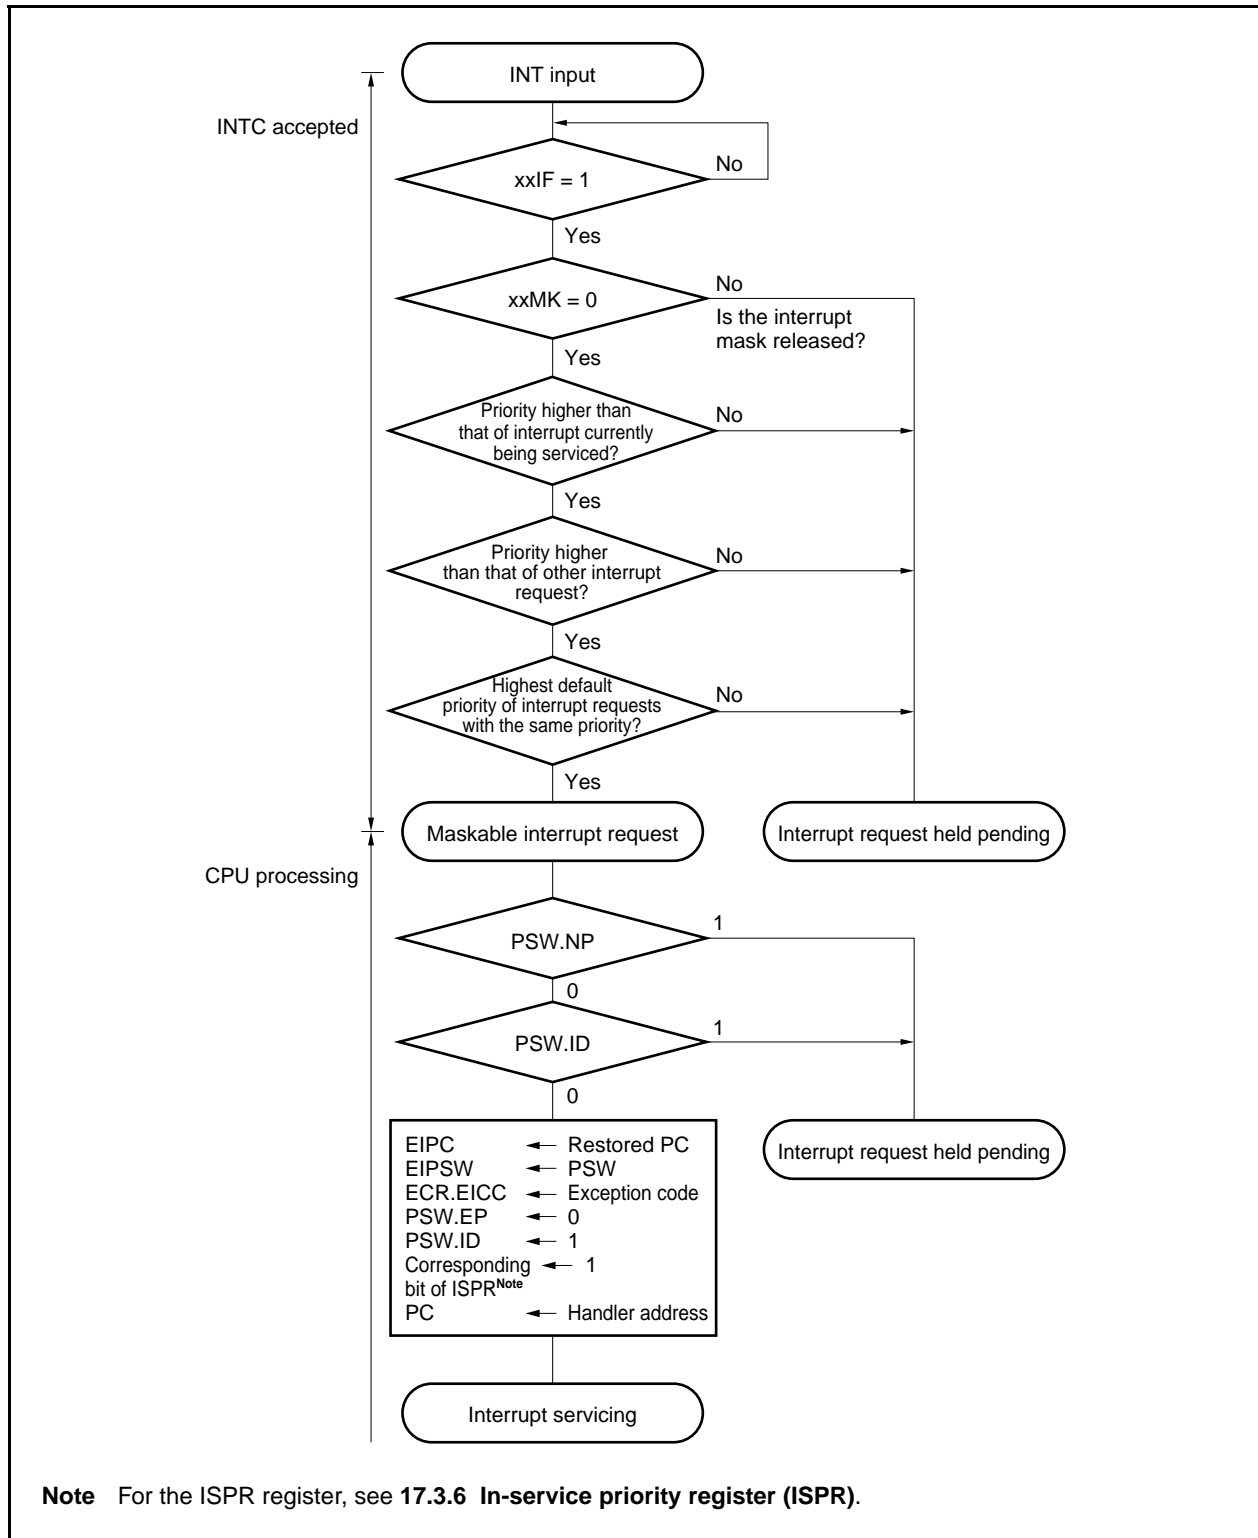 INT input
INTC accepted
No
xxIF = 1
Yes
No
xxMK = 0
Is the interrupt
mask released?
Yes
Priority higher than
that of interrupt currently
being serviced?
No
Yes
Priority higher
than that of other interrupt
request?
No
Yes
Highest default
priority of interrupt requests
with the same priority?
No
Yes
Maskable interrupt request
Interrupt request held pending
CPU processing
PSW.NP
1
0
PSW.ID
1
0
EIPC ← Restored PC
EIPSW ← PSW
ECR.EICC ← Exception code
PSW.EP ← 0
PSW.ID ← 1
Corresponding ← 1
bit of ISPRNote
PC ← Handler address
Interrupt request held pending
Interrupt servicing
Note For the ISPR register, see 17.3.6 In-service priority register (ISPR).